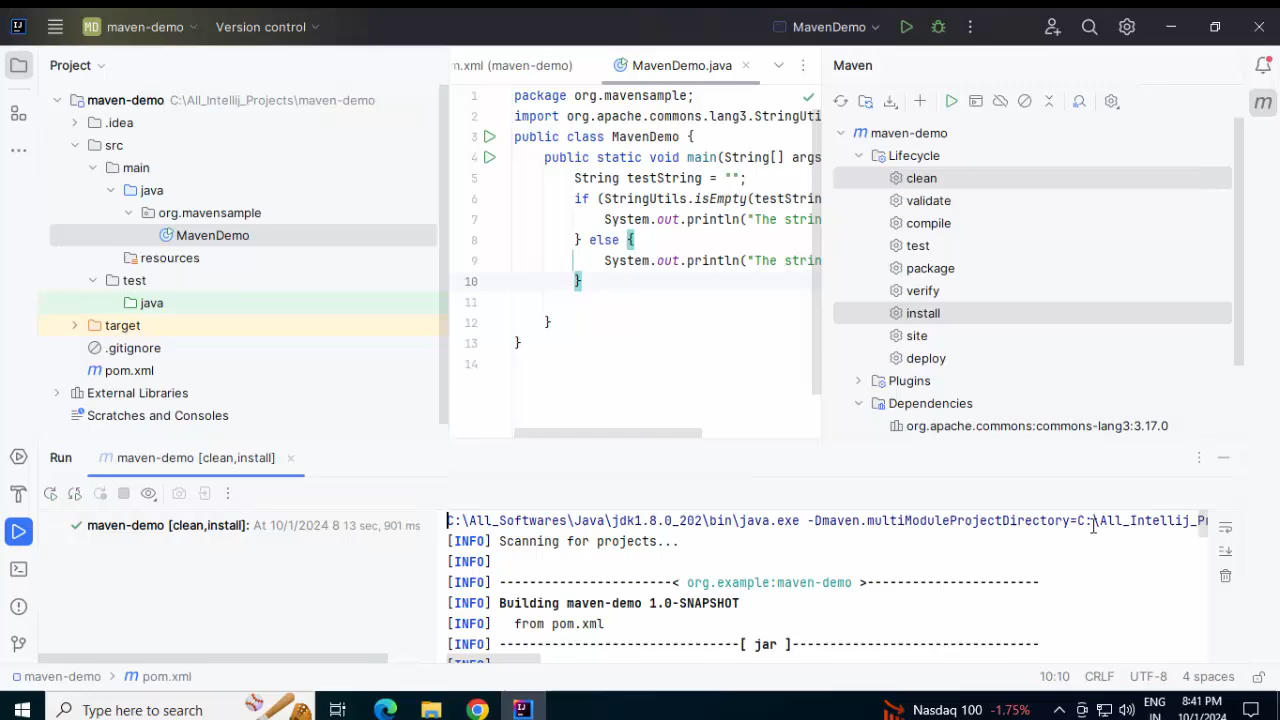 MD maven-demo Version control MavenDemo
Project
maven-demo C:\All_Intellij_Projects\maven-demo
.idea
src
main
java
org.mavensample
MavenDemo
resources
test
java
target
.gitignore
pom.xml
External Libraries
Scratches and Consoles
m.xml (maven-demo) MavenDemo.java
1 package org.mavensample;
2 import org.apache.commons.lang3.StringUti
3 public class MavenDemo {
4 public static void main(String[] args
5 String testString = "";
6 if (StringUtils.isEmpty(testStrin
7 System.out.println("The strin
8 } else {
9 System.out.println("The strin
10 }
11
12 }
13 }
14
Maven
maven-demo
Lifecycle
clean
validate
compile
test
package
verify
install
site
deploy
Plugins
Dependencies
org.apache.commons:commons-lang3:3.17.0
Run maven-demo [clean,install]
maven-demo [clean,install]: At 10/1/2024 8 13 sec, 901 ms
C:\All_Softwares\Java\jdk1.8.0_202\bin\java.exe -Dmaven.multiModuleProjectDirectory=C:\All_Intellij_Pr
[INFO] Scanning for projects...
[INFO]
[INFO] -----------------------< org.example:maven-demo >-----------------------
[INFO] Building maven-demo 1.0-SNAPSHOT
[INFO] from pom.xml
[INFO] --------------------------------[ jar ]---------------------------------
[INFO]
maven-demo > pom.xml 10:10 CRLF UTF-8 4 spaces
Type here to search Nasdaq 100 -1.75% ENG IN 8:41 PM 10/1/2024